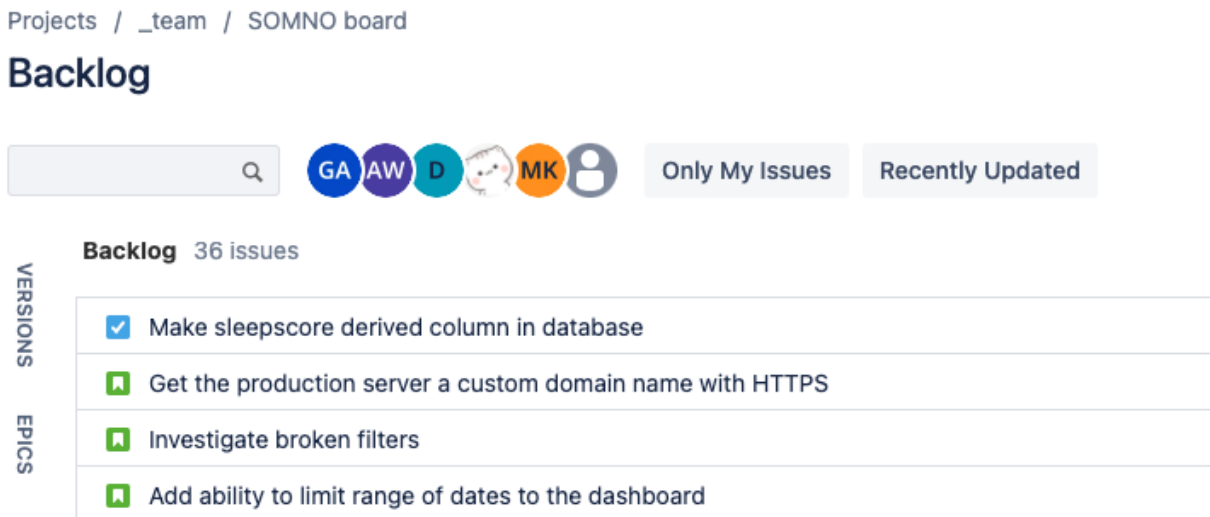 Projects / _team / SOMNO board
Backlog
GA AW D MK Only My Issues Recently Updated
Backlog 36 issues
VERSIONS
EPICS
Make sleepscore derived column in database
Get the production server a custom domain name with HTTPS
Investigate broken filters
Add ability to limit range of dates to the dashboard